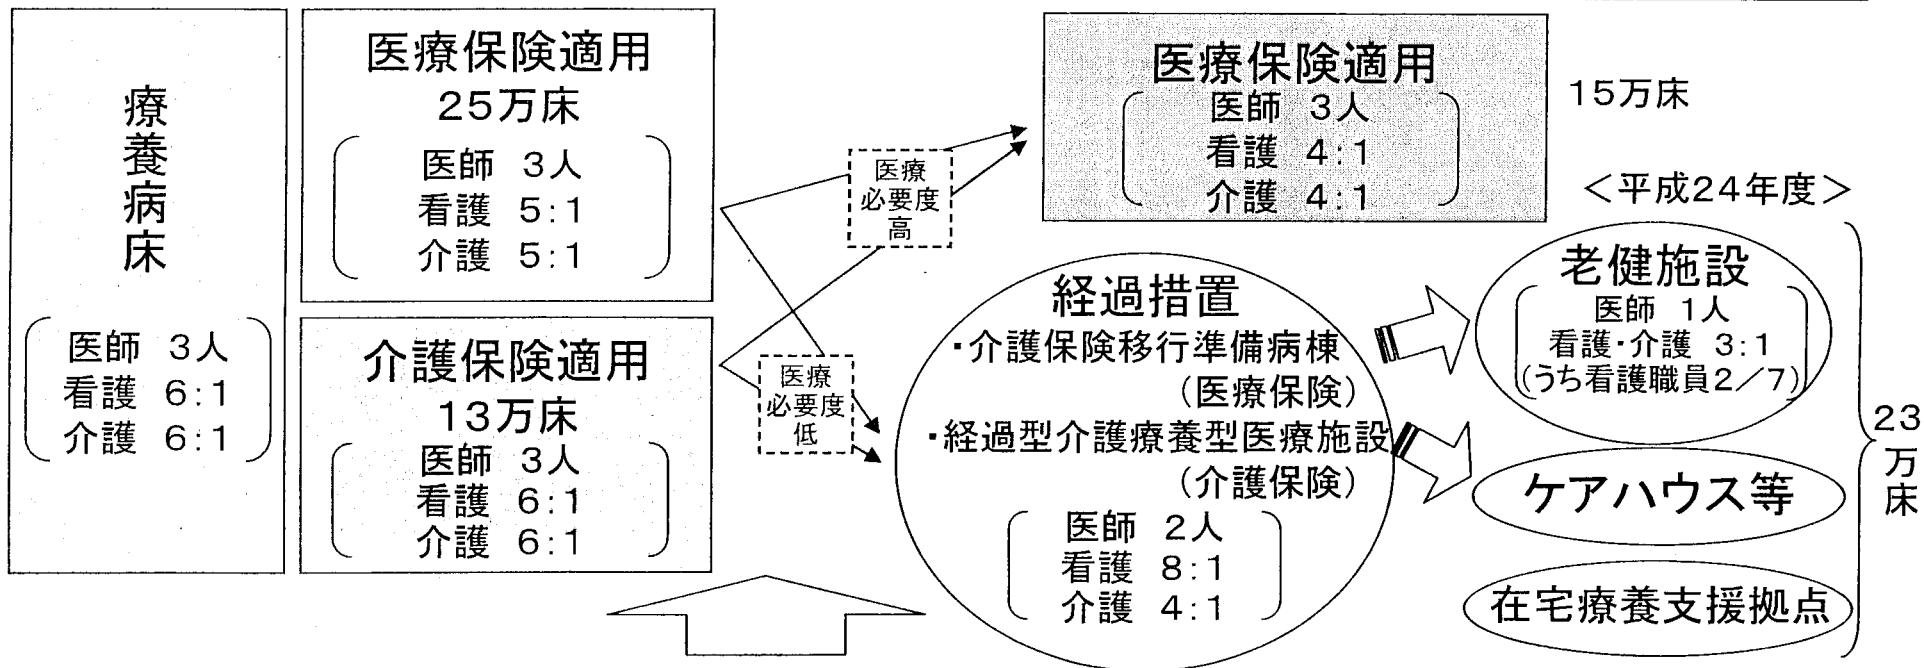 療養病床
医師 3人
看護 6:1
介護 6:1
医療保険適用
25万床
医師 3人
看護 5:1
介護 5:1
介護保険適用
13万床
医師 3人
看護 6:1
介護 6:1
医療
必要度
高
医療
必要度
低
医療保険適用
医師 3人
看護 4:1
介護 4:1
15万床
<平成24年度>
経過措置
・介護保険移行準備病棟
(医療保険)
・経過型介護療養型医療施設
(介護保険)
医師 2人
看護 8:1
介護 4:1
老健施設
医師 1人
看護・介護 3:1
(うち看護職員2/7)
ケアハウス等
在宅療養支援拠点
23万床